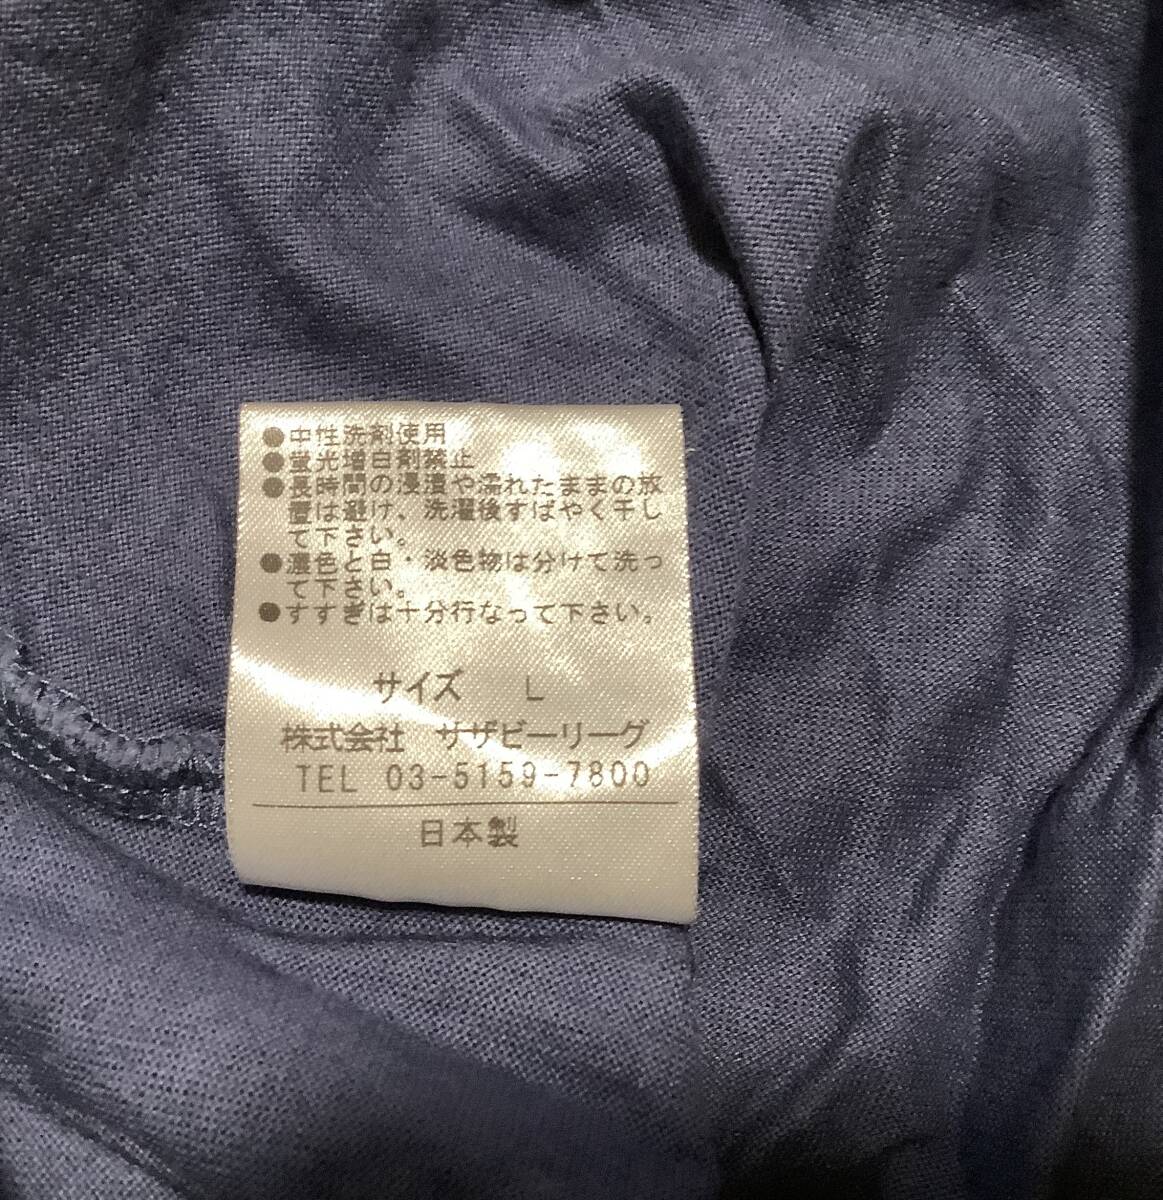 ●中性洗剤使用
●蛍光増白剤禁止
●長時間の浸漬や濡れたままの放
置は避け、洗濯後すばやく干し
て下さい。
●濃色と白・淡色物は分けて洗っ
て下さい。
●すすぎは十分行なって下さい。
サイズ L
株式会社 サザビーリーグ
TEL 03-5159-7800
日本製